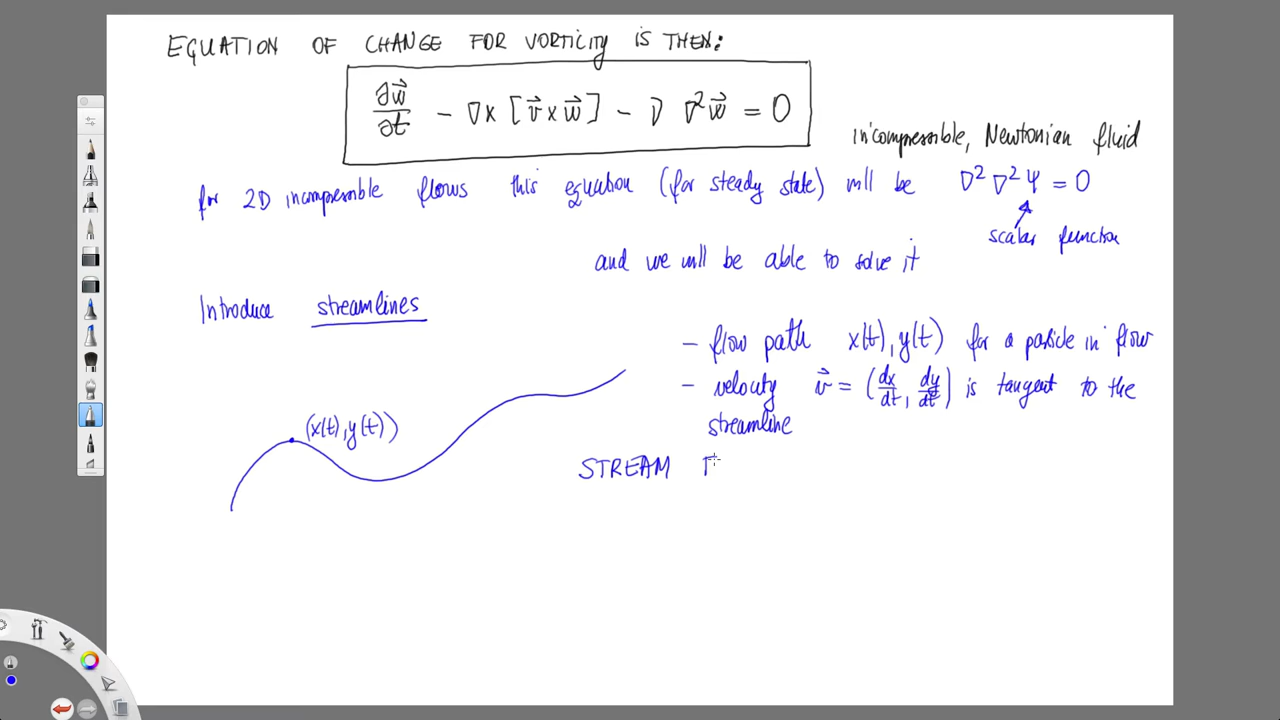 EQUATION OF CHANGE FOR VORTICITY IS THEN:
∂w⃗/∂t - ∇x [v⃗ x w⃗] - ν ∇²w⃗ = 0
incompressible, Newtonian fluid
for 2D incompressible flows this equation (for steady state) will be ∇² ∇² Ψ = 0
scalar function
and we will be able to solve it
Introduce streamlines
- flow path x(t), y(t) for a particle in flow
- velocity v⃗ = (dx/dt, dy/dt) is tangent to the
streamline
(x(t), y(t))
STREAM